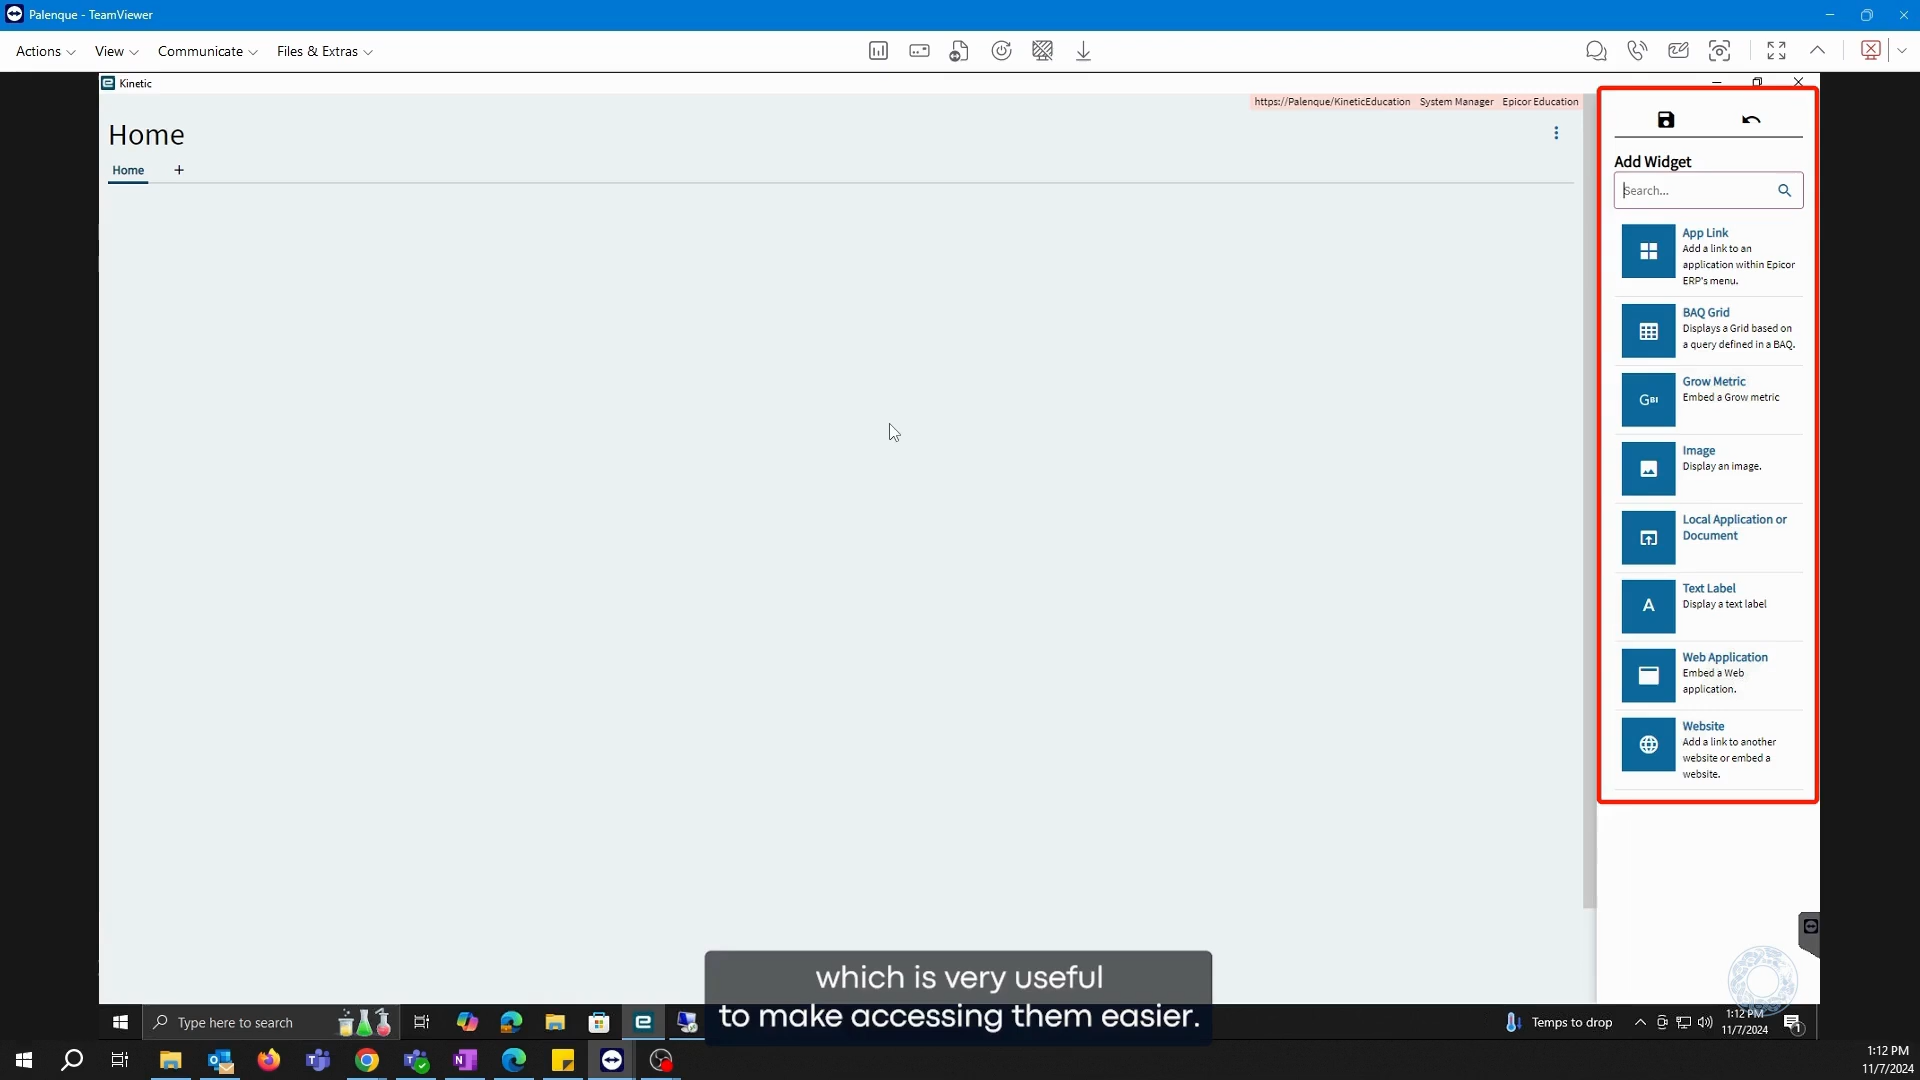 Palenque - TeamViewer
Actions
View
Communicate
Files & Extras
Kinetic
https://Palenque/KineticEducation System Manager Epicor Education
Home
Home +
Add Widget
Search...
App Link
Add a link to an
application within Epicor
ERP's menu.
BAQ Grid
Displays a Grid based on
a query defined in a BAQ.
GBI
Grow Metric
Embed a Grow metric
Image
Display an image.
Local Application or
Document
A
Text Label
Display a text label
Web Application
Embed a Web
application.
Website
Add a link to another
website or embed a
website.
which is very useful
to make accessing them easier.
Type here to search
Temps to drop
1:12 PM
11/7/2024
1
1:12 PM
11/7/2024